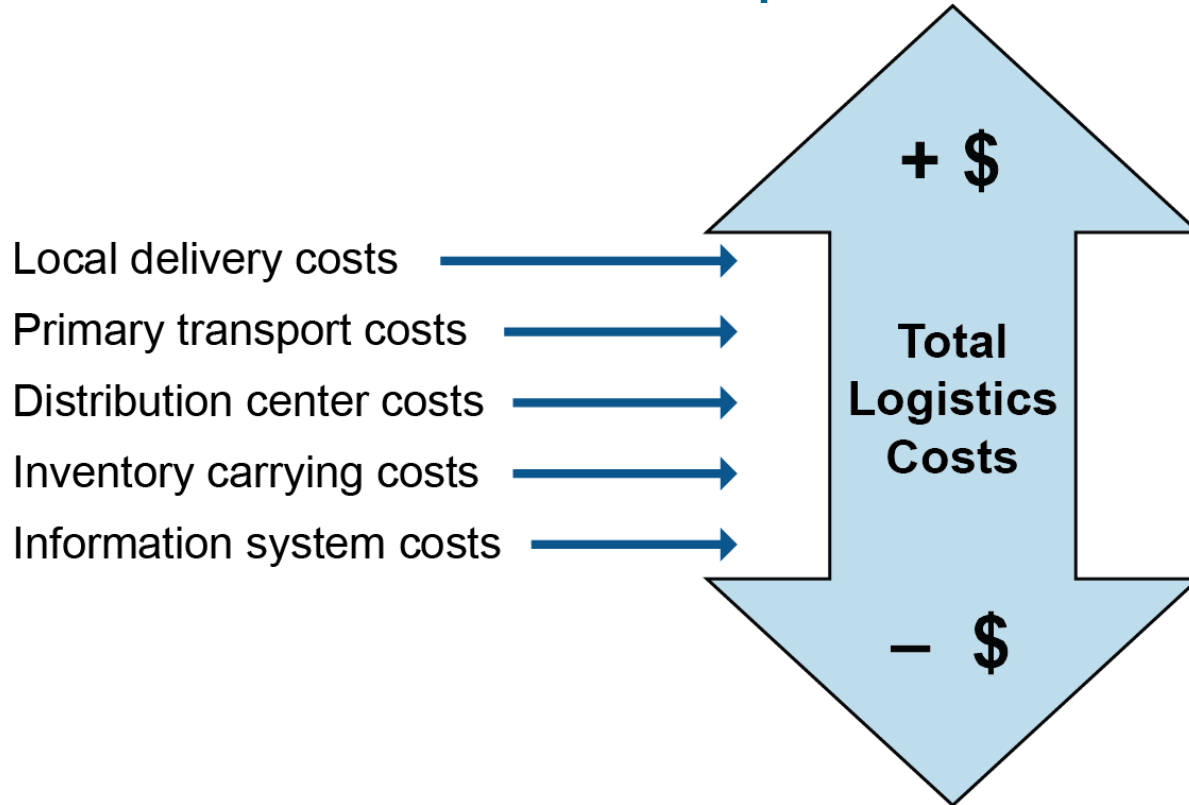 + $
Local delivery costs
Primary transport costs
Distribution center costs
Inventory carrying costs
Information system costs
Total
Logistics
Costs
– $